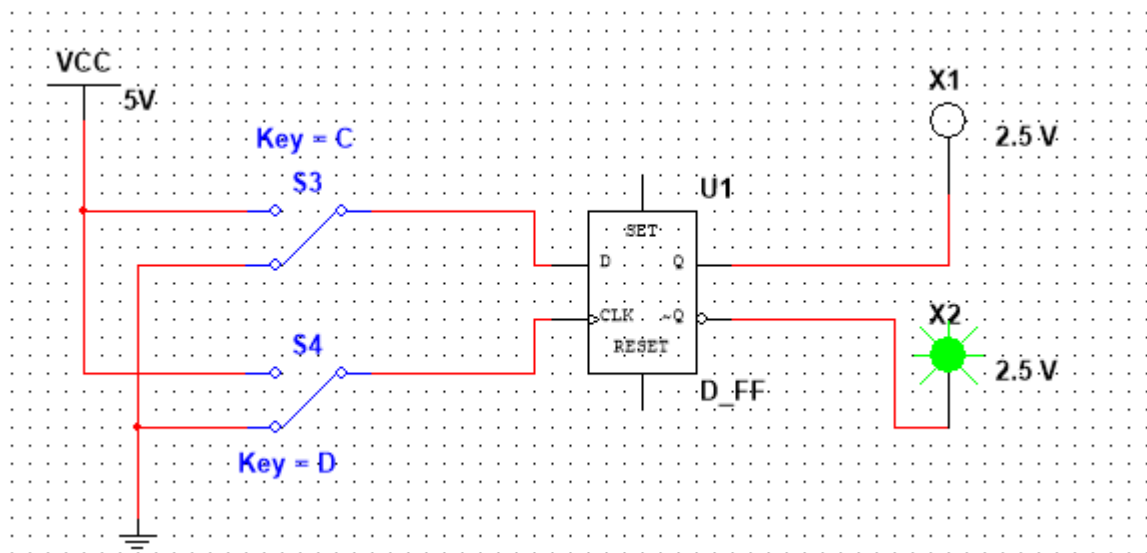 VCC
5V
Key = C
S3
S4
Key = D
U1
SET
D Q
CLK ~Q
RESET
D_FF
X1
2.5 V
X2
2.5 V